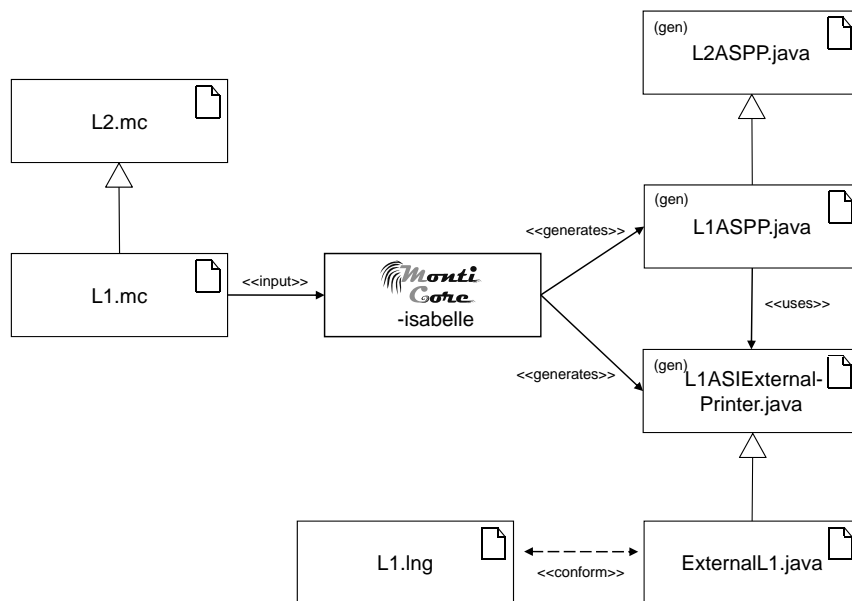 (gen)
L2ASPP.java
L2.mc
(gen)
L1ASPP.java
<<generates>>
L1.mc
<<input>>
Monti
Core
-isabelle
<<uses>>
<<generates>>
(gen)
L1ASIExternal-
Printer.java
L1.lng
<<conform>>
ExternalL1.java